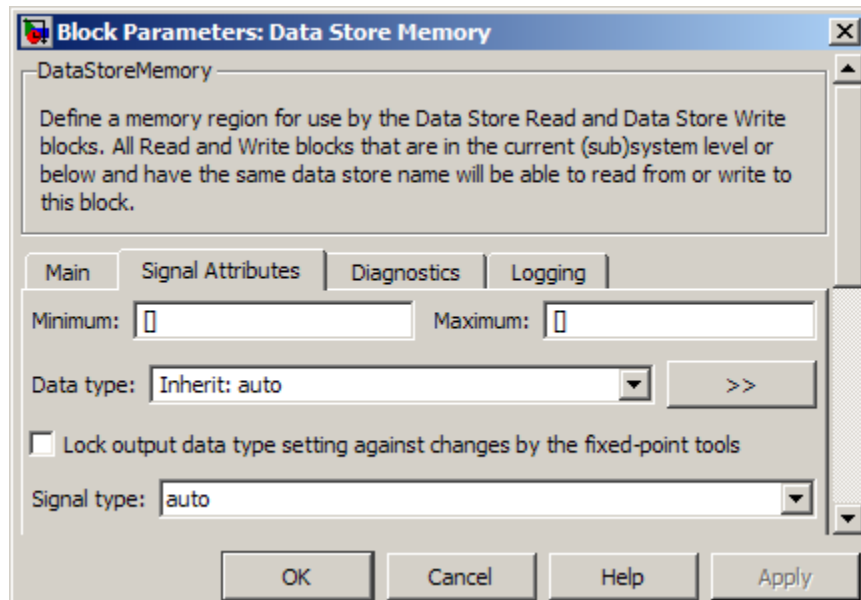 Block Parameters: Data Store Memory
DataStoreMemory
Define a memory region for use by the Data Store Read and Data Store Write
blocks. All Read and Write blocks that are in the current (sub)system level or
below and have the same data store name will be able to read from or write to
this block.
Main Signal Attributes Diagnostics Logging
Minimum: [] Maximum: []
Data type: Inherit: auto >>
Lock output data type setting against changes by the fixed-point tools
Signal type: auto
OK Cancel Help Apply